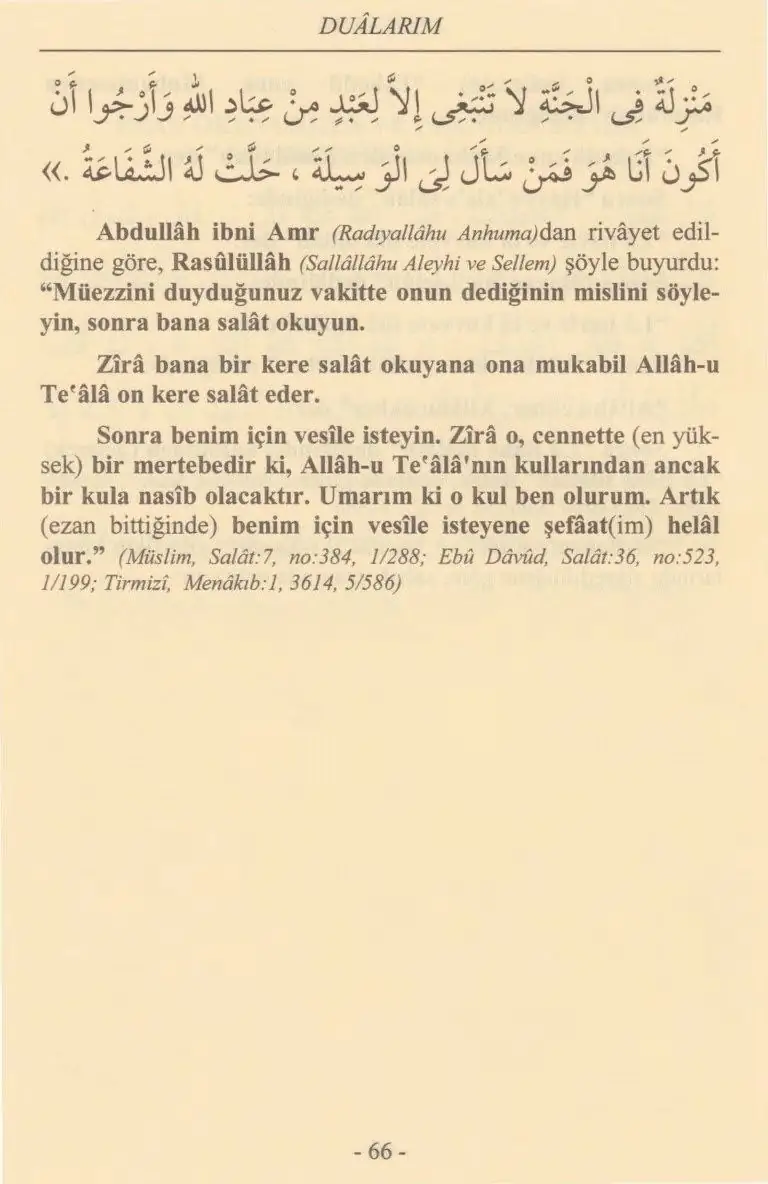 DUÂLARIM
مَنْزِلَةٌ فِى الْجَنَّةِ لاَ تَنْبَغِى إِلاَّ لِعَبْدٍ مِنْ عِبَادِ اللهِ وَأَرْجُوا أَنْ
أَكُونَ أَنَا هُوَ فَمَنْ سَأَلَ لِىَ الْوَ سِيلَةَ ، حَلَّتْ لَهُ الشَّفَاعَةُ .»
Abdullâh ibni Amr (Radıyallâhu Anhuma)dan rivâyet edil-
diğine göre, Rasûlüllâh (Sallâllâhu Aleyhi ve Sellem) şöyle buyurdu:
“Müezzini duyduğunuz vakitte onun dediğinin mislini söyle-
yin, sonra bana salât okuyun.
Zîrâ bana bir kere salât okuyana ona mukabil Allâh-u
Te‘âlâ on kere salât eder.
Sonra benim için vesîle isteyin. Zîrâ o, cennette (en yük-
sek) bir mertebedir ki, Allâh-u Te‘âlâ'nın kullarından ancak
bir kula nasîb olacaktır. Umarım ki o kul ben olurum. Artık
(ezan bittiğinde) benim için vesîle isteyene şefâat(im) helâl
olur.” (Müslim, Salât:7, no:384, 1/288; Ebû Dâvûd, Salât:36, no:523,
1/199; Tirmizî, Menâkıb:1, 3614, 5/586)
- 66 -